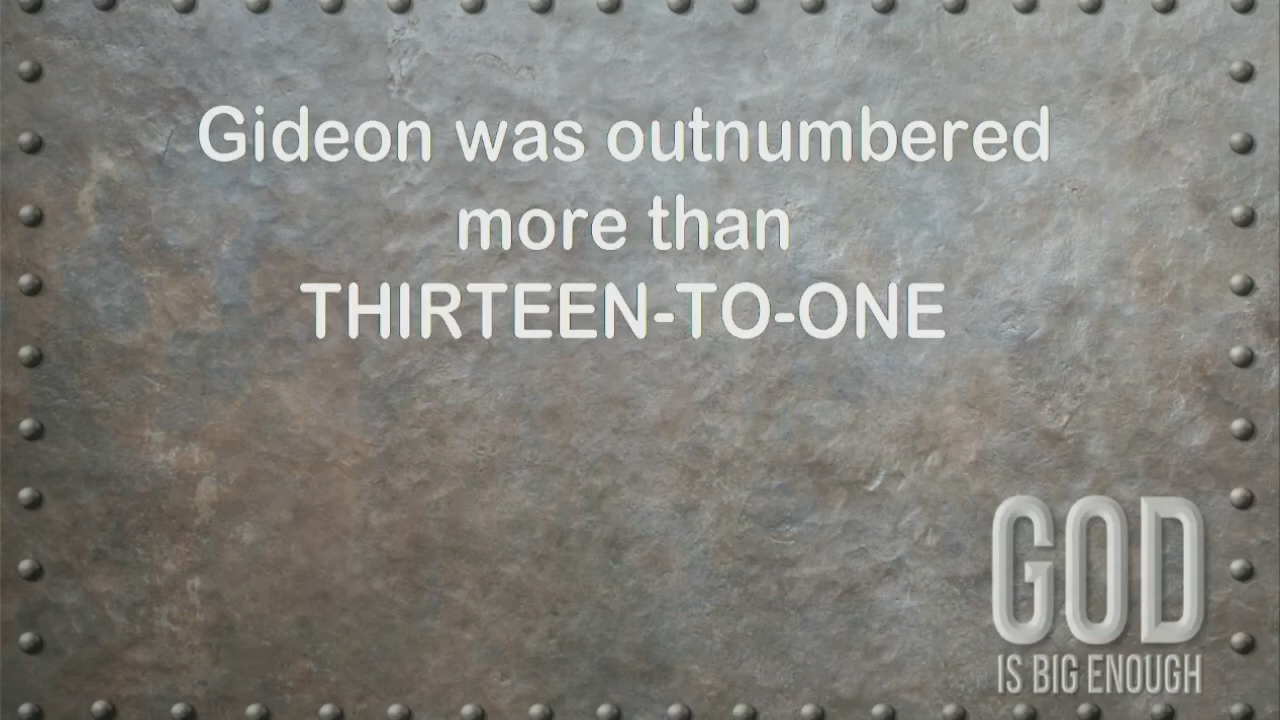 Gideon was outnumbered
more than
THIRTEEN-TO-ONE
GOD
IS BIG ENOUGH